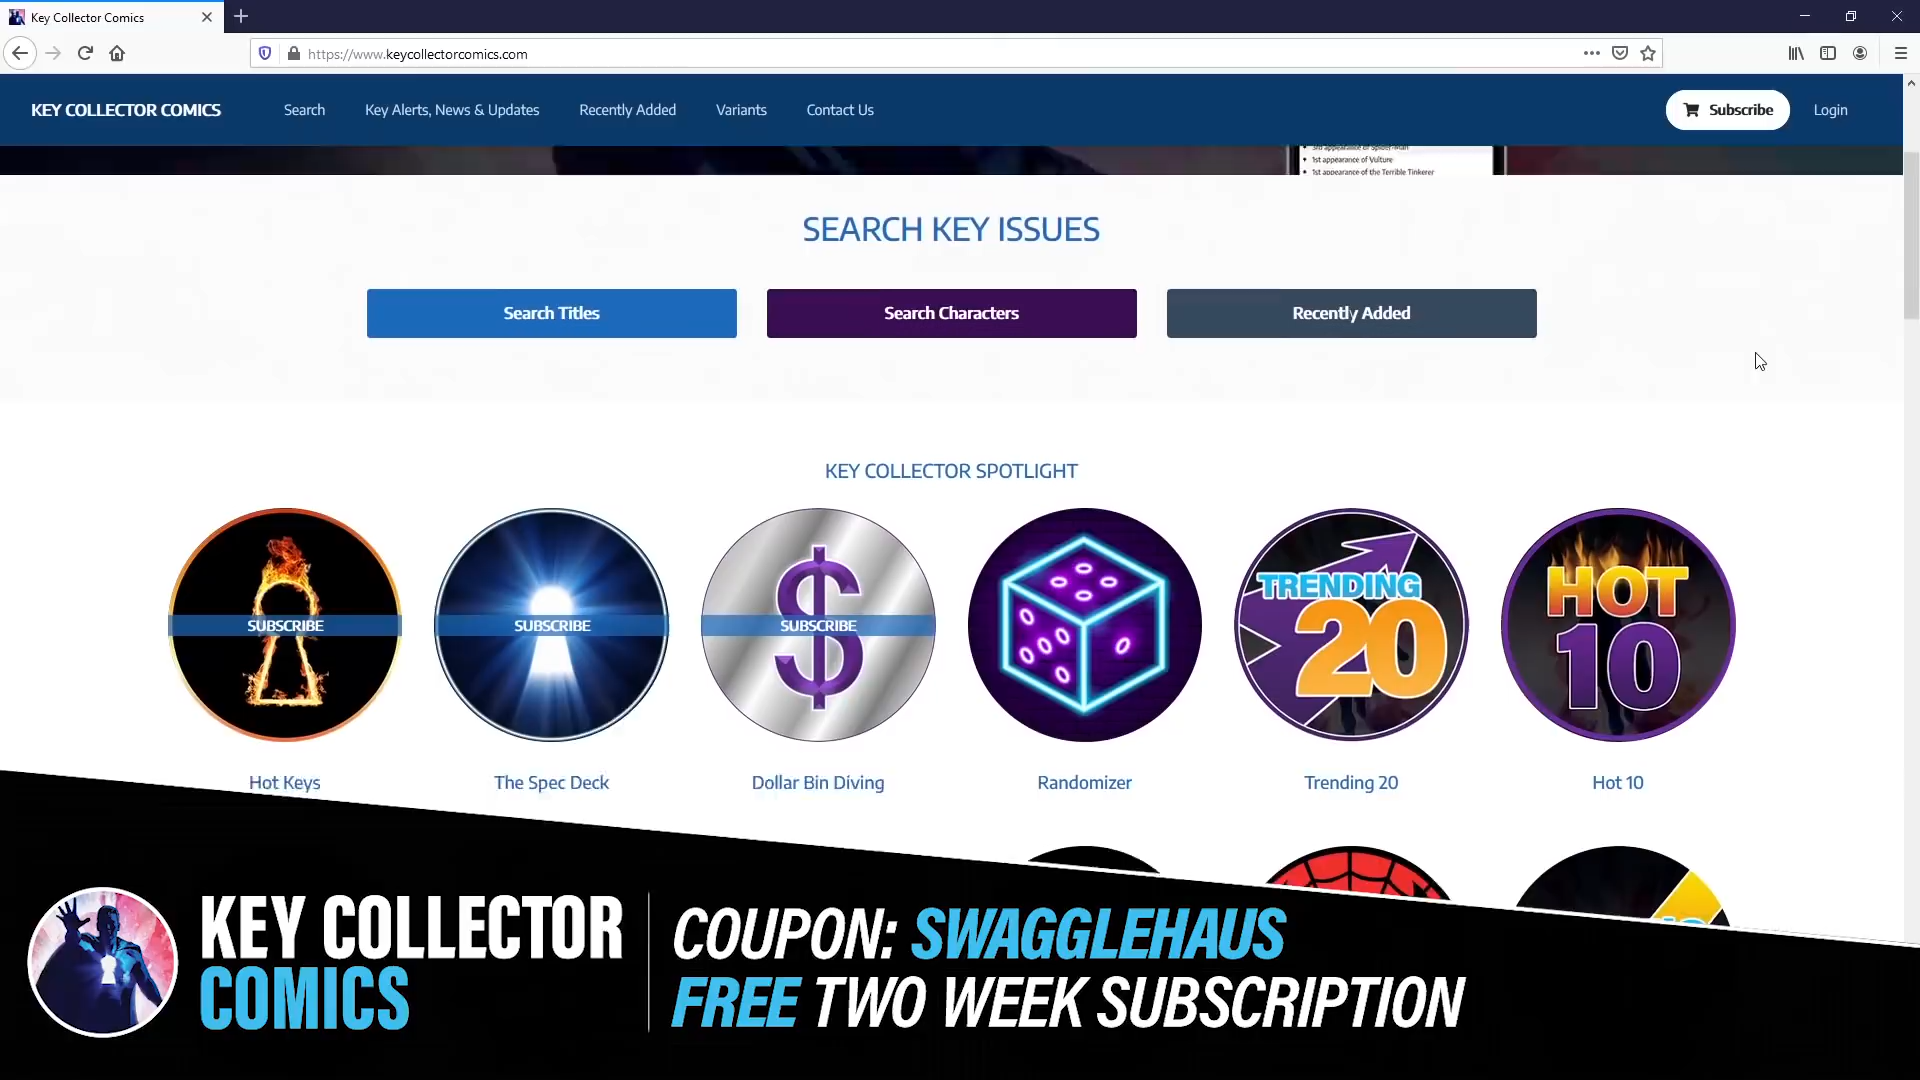 Key Collector Comics
https://www.keycollectorcomics.com
KEY COLLECTOR COMICS
Search
Key Alerts, News & Updates
Recently Added
Variants
Contact Us
Subscribe
Login
3rd appearance of Spider-Man
1st appearance of Vulture
1st appearance of the Terrible Tinkerer
SEARCH KEY ISSUES
Search Titles
Search Characters
Recently Added
KEY COLLECTOR SPOTLIGHT
SUBSCRIBE
SUBSCRIBE
SUBSCRIBE
$
TRENDING
20
HOT
10
Hot Keys
The Spec Deck
Dollar Bin Diving
Randomizer
Trending 20
Hot 10
KEY COLLECTOR
COMICS
COUPON: SWAGGLEHAUS
FREE TWO WEEK SUBSCRIPTION